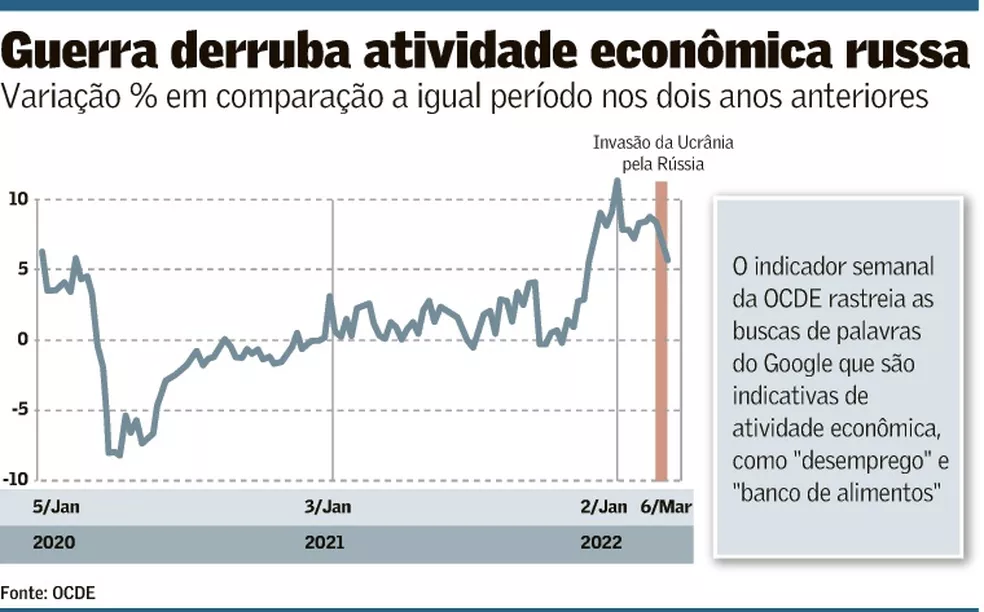 Guerra derruba atividade econômica russa
Variação % em comparação a igual período nos dois anos anteriores
Invasão da Ucrânia
pela Rússia
10
5
0
-5
-10
5/Jan
3/Jan
2/Jan
6/Mar
2020
2021
2022
O indicador semanal
da OCDE rastreia as
buscas de palavras
do Google que são
indicativas de
atividade econômica,
como "desemprego" e
"banco de alimentos"
Fonte: OCDE